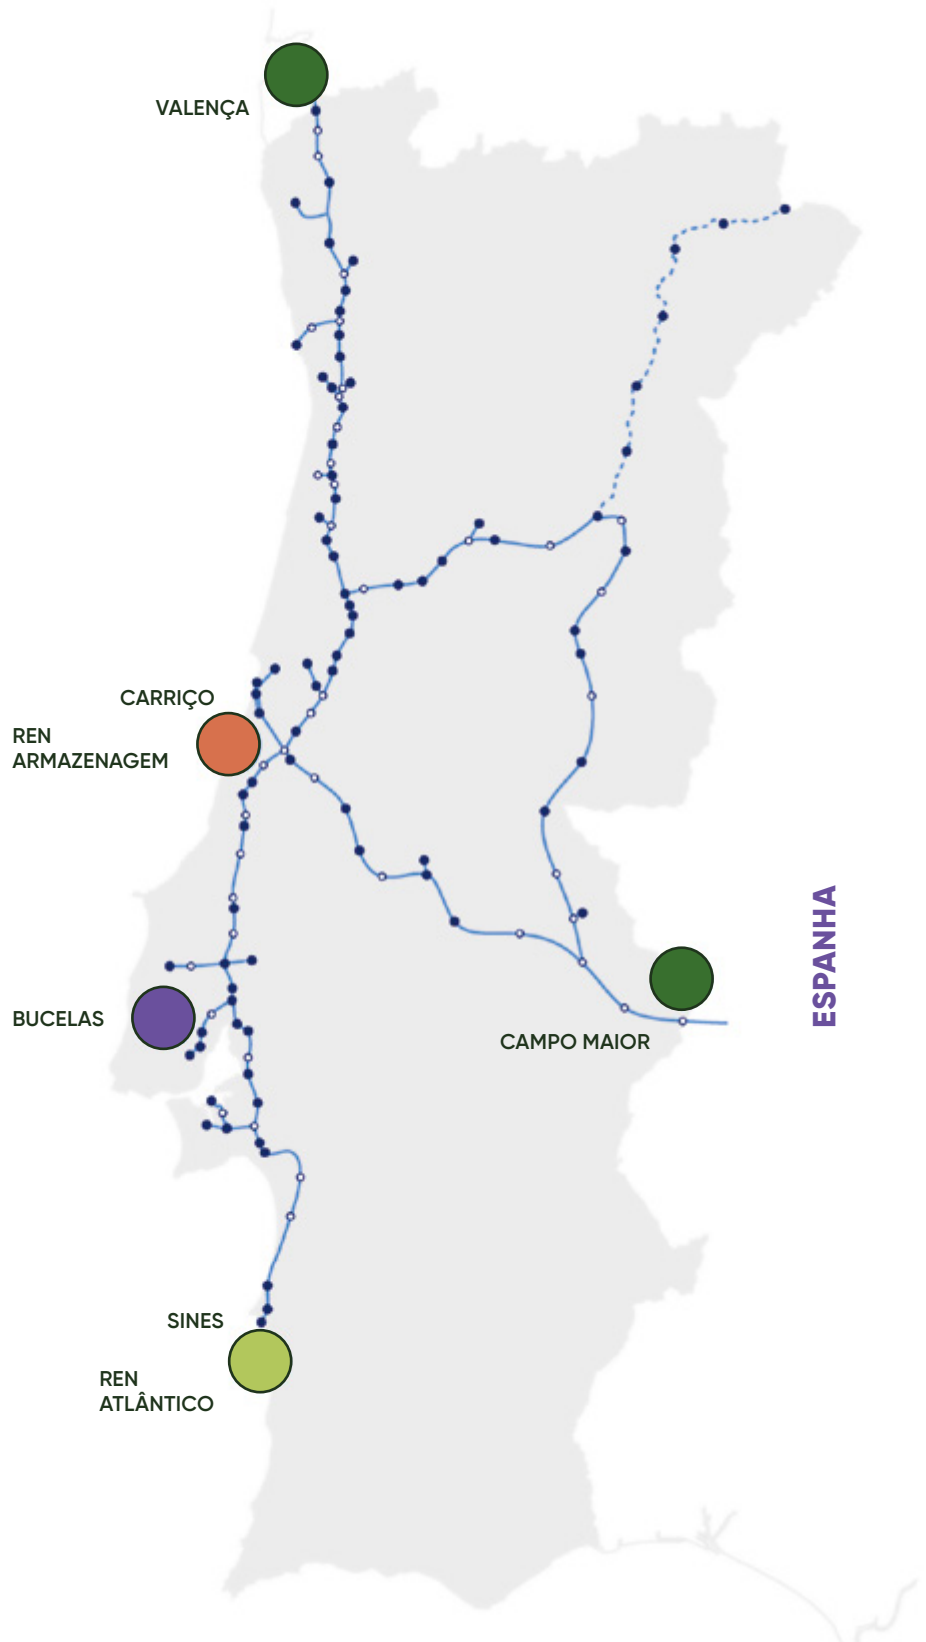 VALENÇA
CARRIÇO
REN
ARMAZENAGEM
ESPANHA
BUCELAS
CAMPO MAIOR
SINES
REN
ATLÂNTICO